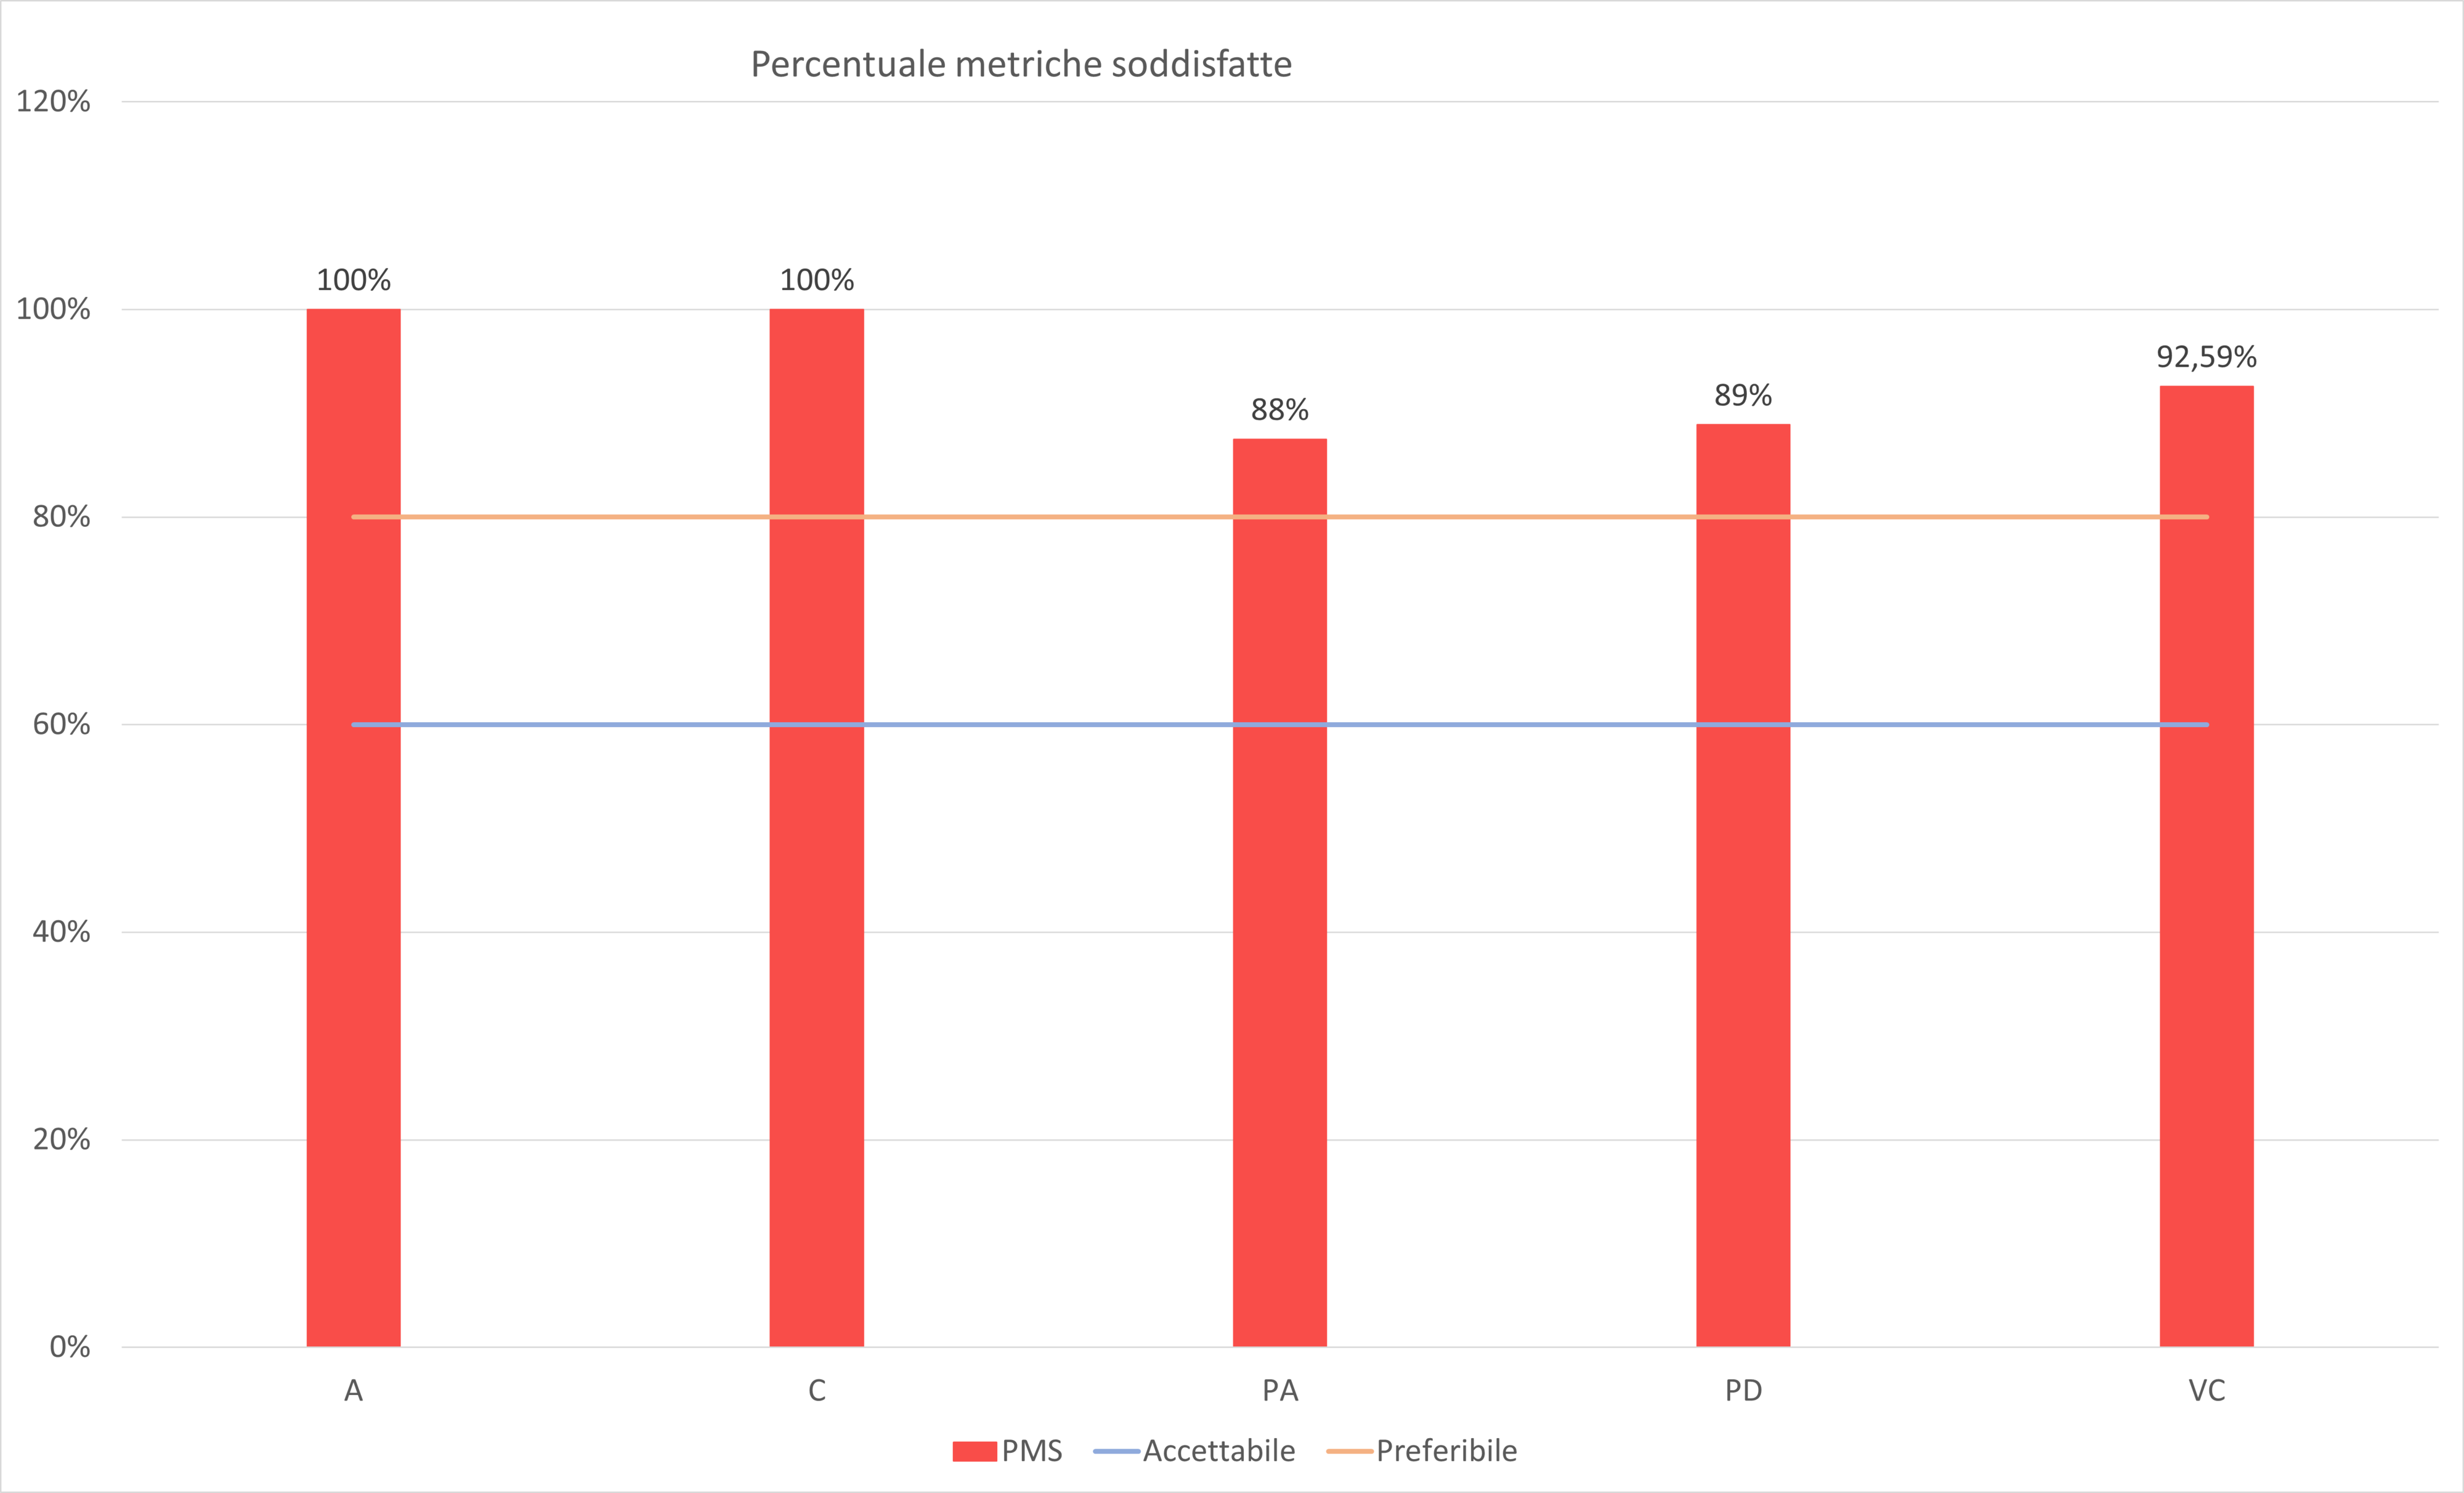 Percentuale metriche soddisfatte
120%
100%
80%
60%
40%
20%
0%
100%
100%
88%
89%
92,59%
A
C
PA
PD
VC
PMS
Accettabile
Preferibile